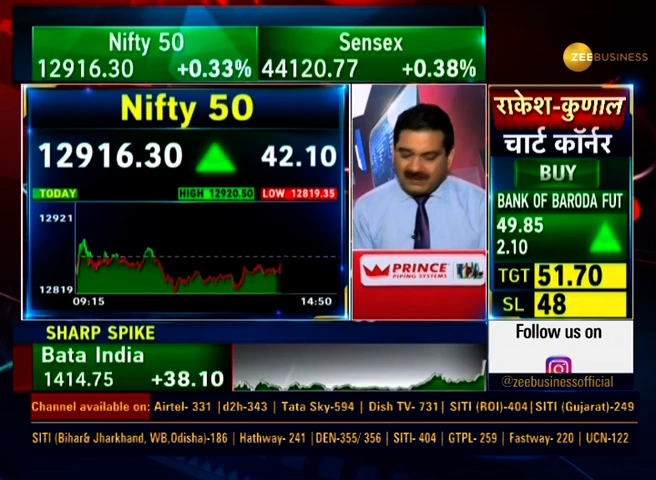 Nifty 50 Sensex
12916.30 +0.33% 44120.77 +0.38%
ZEEBUSINESS
Nifty 50
12916.30 42.10
TODAY HIGH 12920.50 LOW 12819.35
12921
12819
09:15 14:50
PRINCE
PIPING SYSTEMS
राकेश-कुणाल
चार्ट कॉर्नर
BUY
BANK OF BARODA FUT
49.85
2.10
TGT 51.70
SL 48
SHARP SPIKE
Bata India
1414.75 +38.10
Follow us on
@zeebusinessofficial
Channel available on: Airtel- 331 |d2h-343 | Tata Sky-594 | Dish TV- 731| SITI (ROI)-404|SITI (Gujarat)-249
SITI (Bihar& Jharkhand, WB,Odisha)-186 | Hathway- 241 |DEN-355/ 356 | SITI- 404 | GTPL- 259 | Fastway- 220 | UCN-122